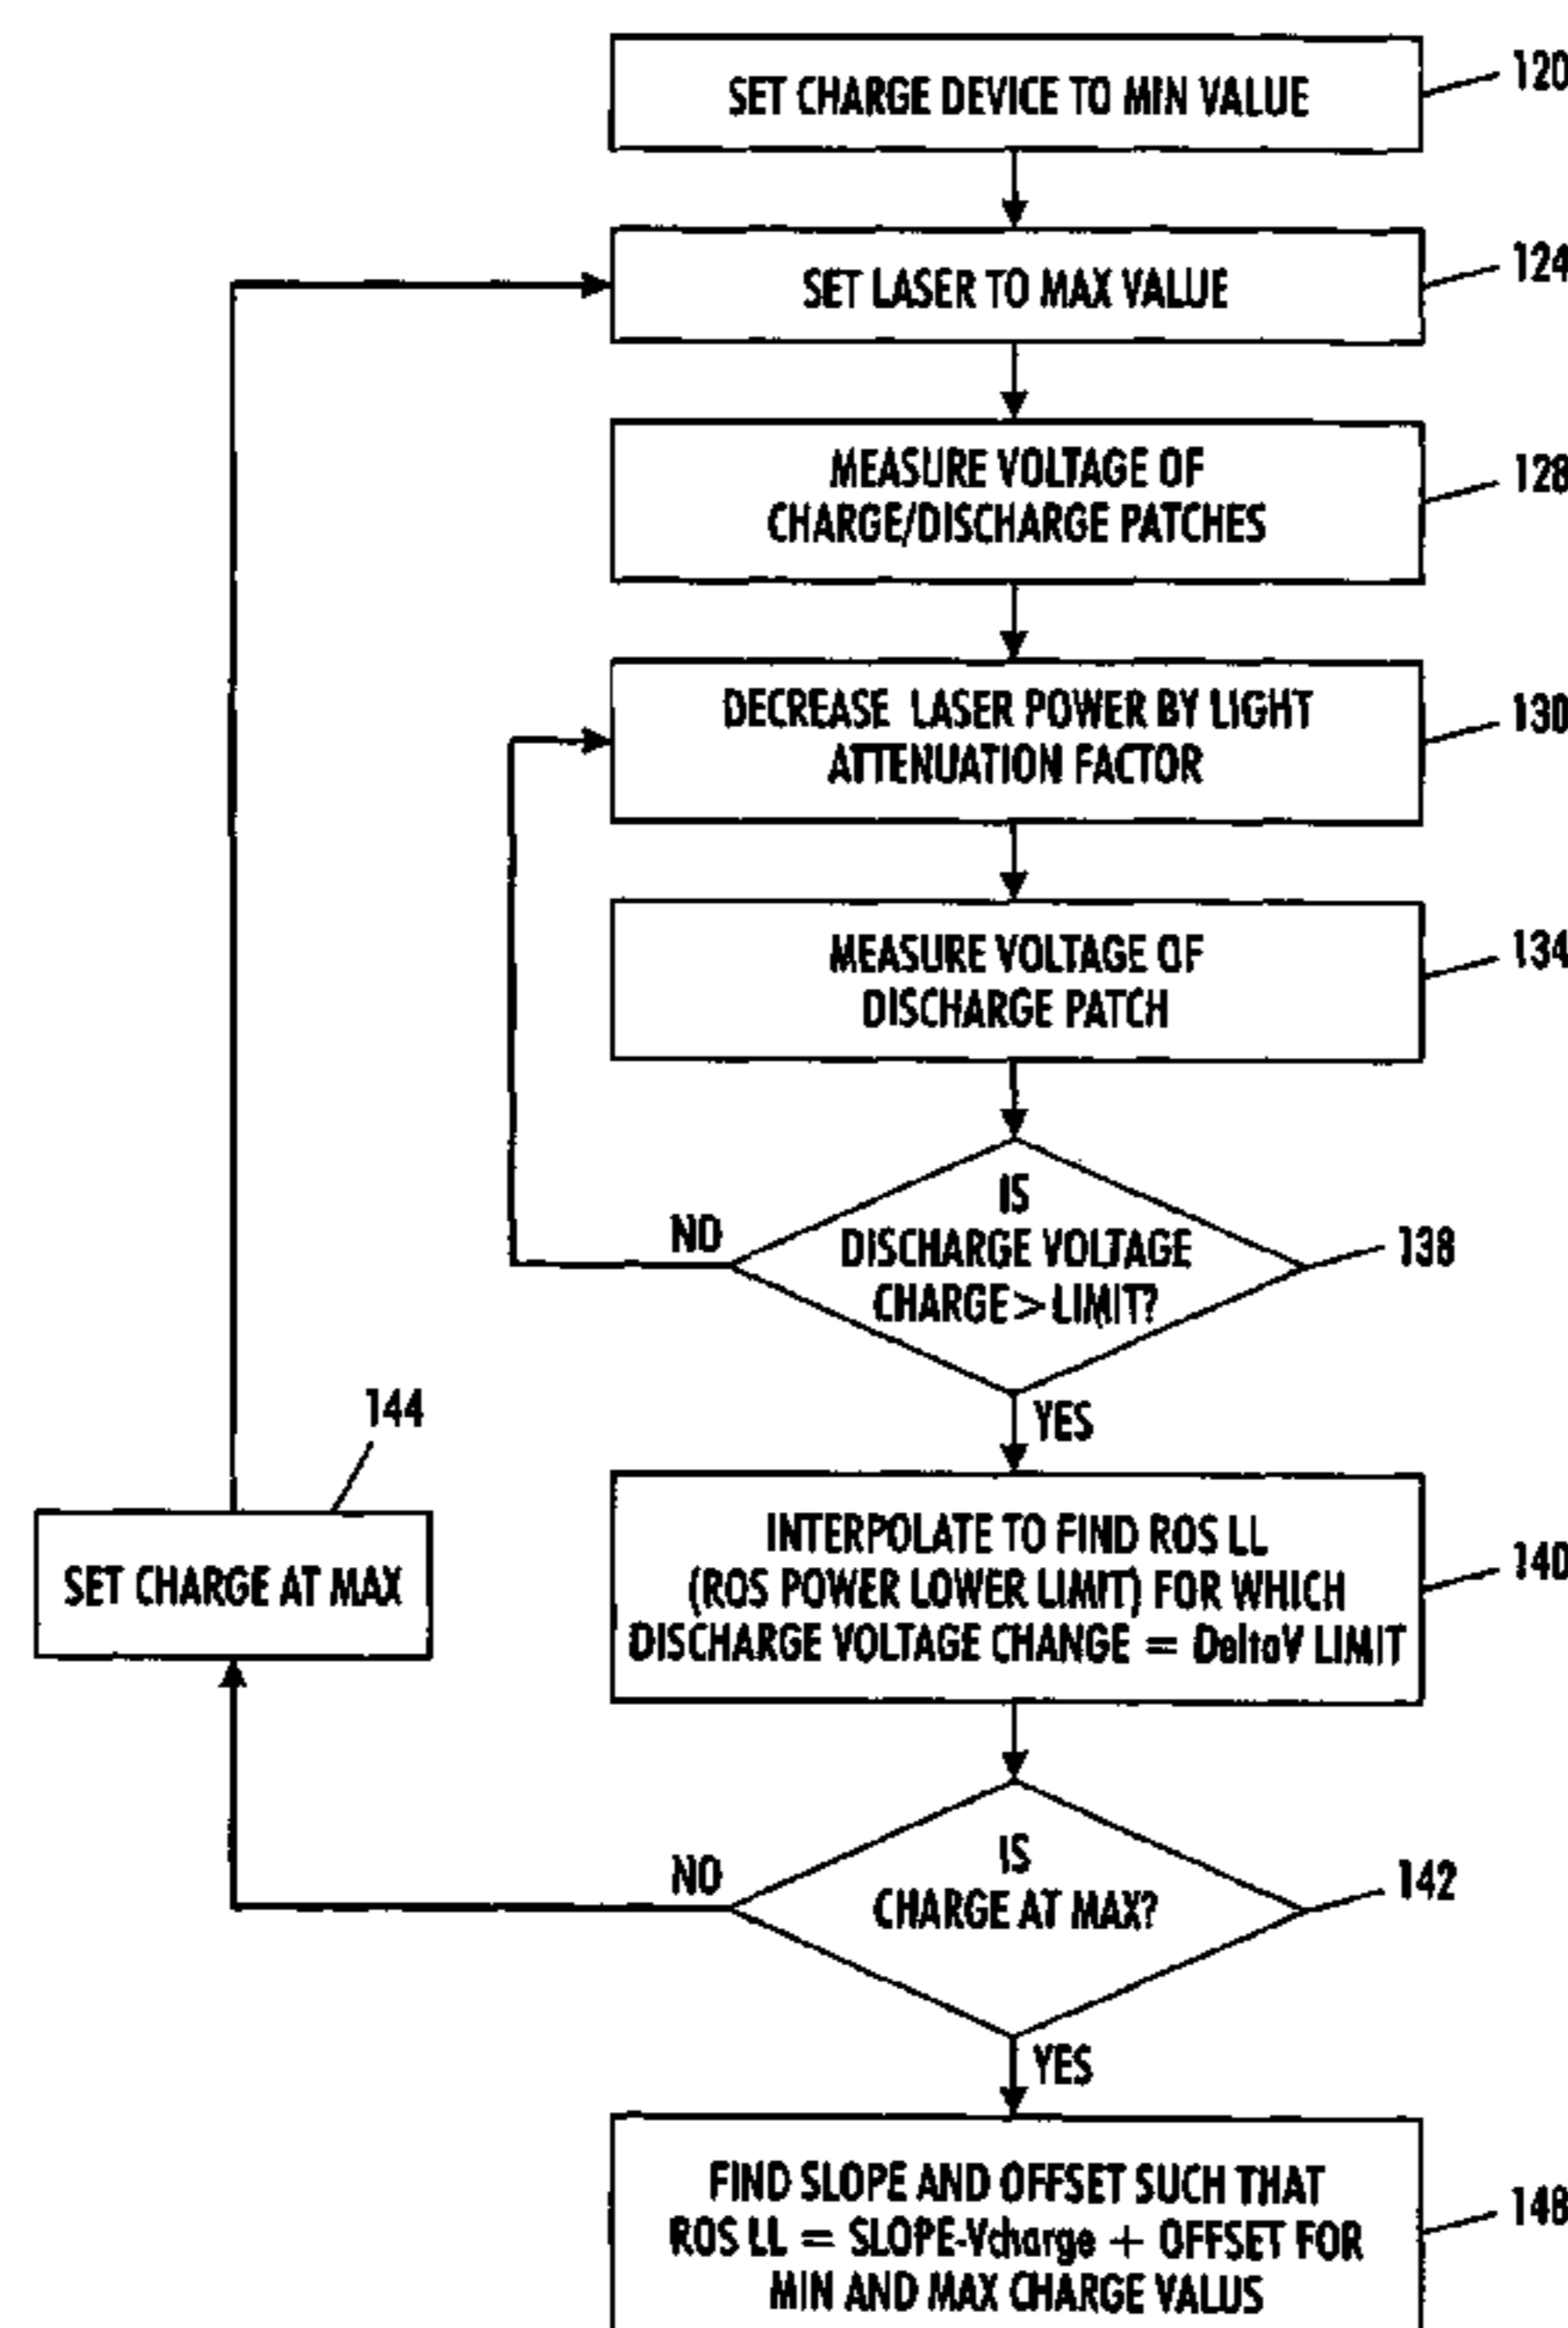 SET CHARGE DEVICE TO MIN VALUE
120
SET LASER TO MAX VALUE
124
MEASURE VOLTAGE OF
CHARGE/DISCHARGE PATCHES
128
DECREASE LASER POWER BY LIGHT
ATTENUATION FACTOR
130
MEASURE VOLTAGE OF
DISCHARGE PATCH
134
IS
DISCHARGE VOLTAGE
CHARGE > LIMIT?
138
NO
YES
144
SET CHARGE AT MAX
INTERPOLATE TO FIND ROS LL
(ROS POWER LOWER LIMIT) FOR WHICH
DISCHARGE VOLTAGE CHANGE = DeltaV LIMIT
140
IS
CHARGE AT MAX?
142
NO
YES
FIND SLOPE AND OFFSET SUCH THAT
ROS LL = SLOPE-Vcharge + OFFSET FOR
MIN AND MAX CHARGE VALUS
148